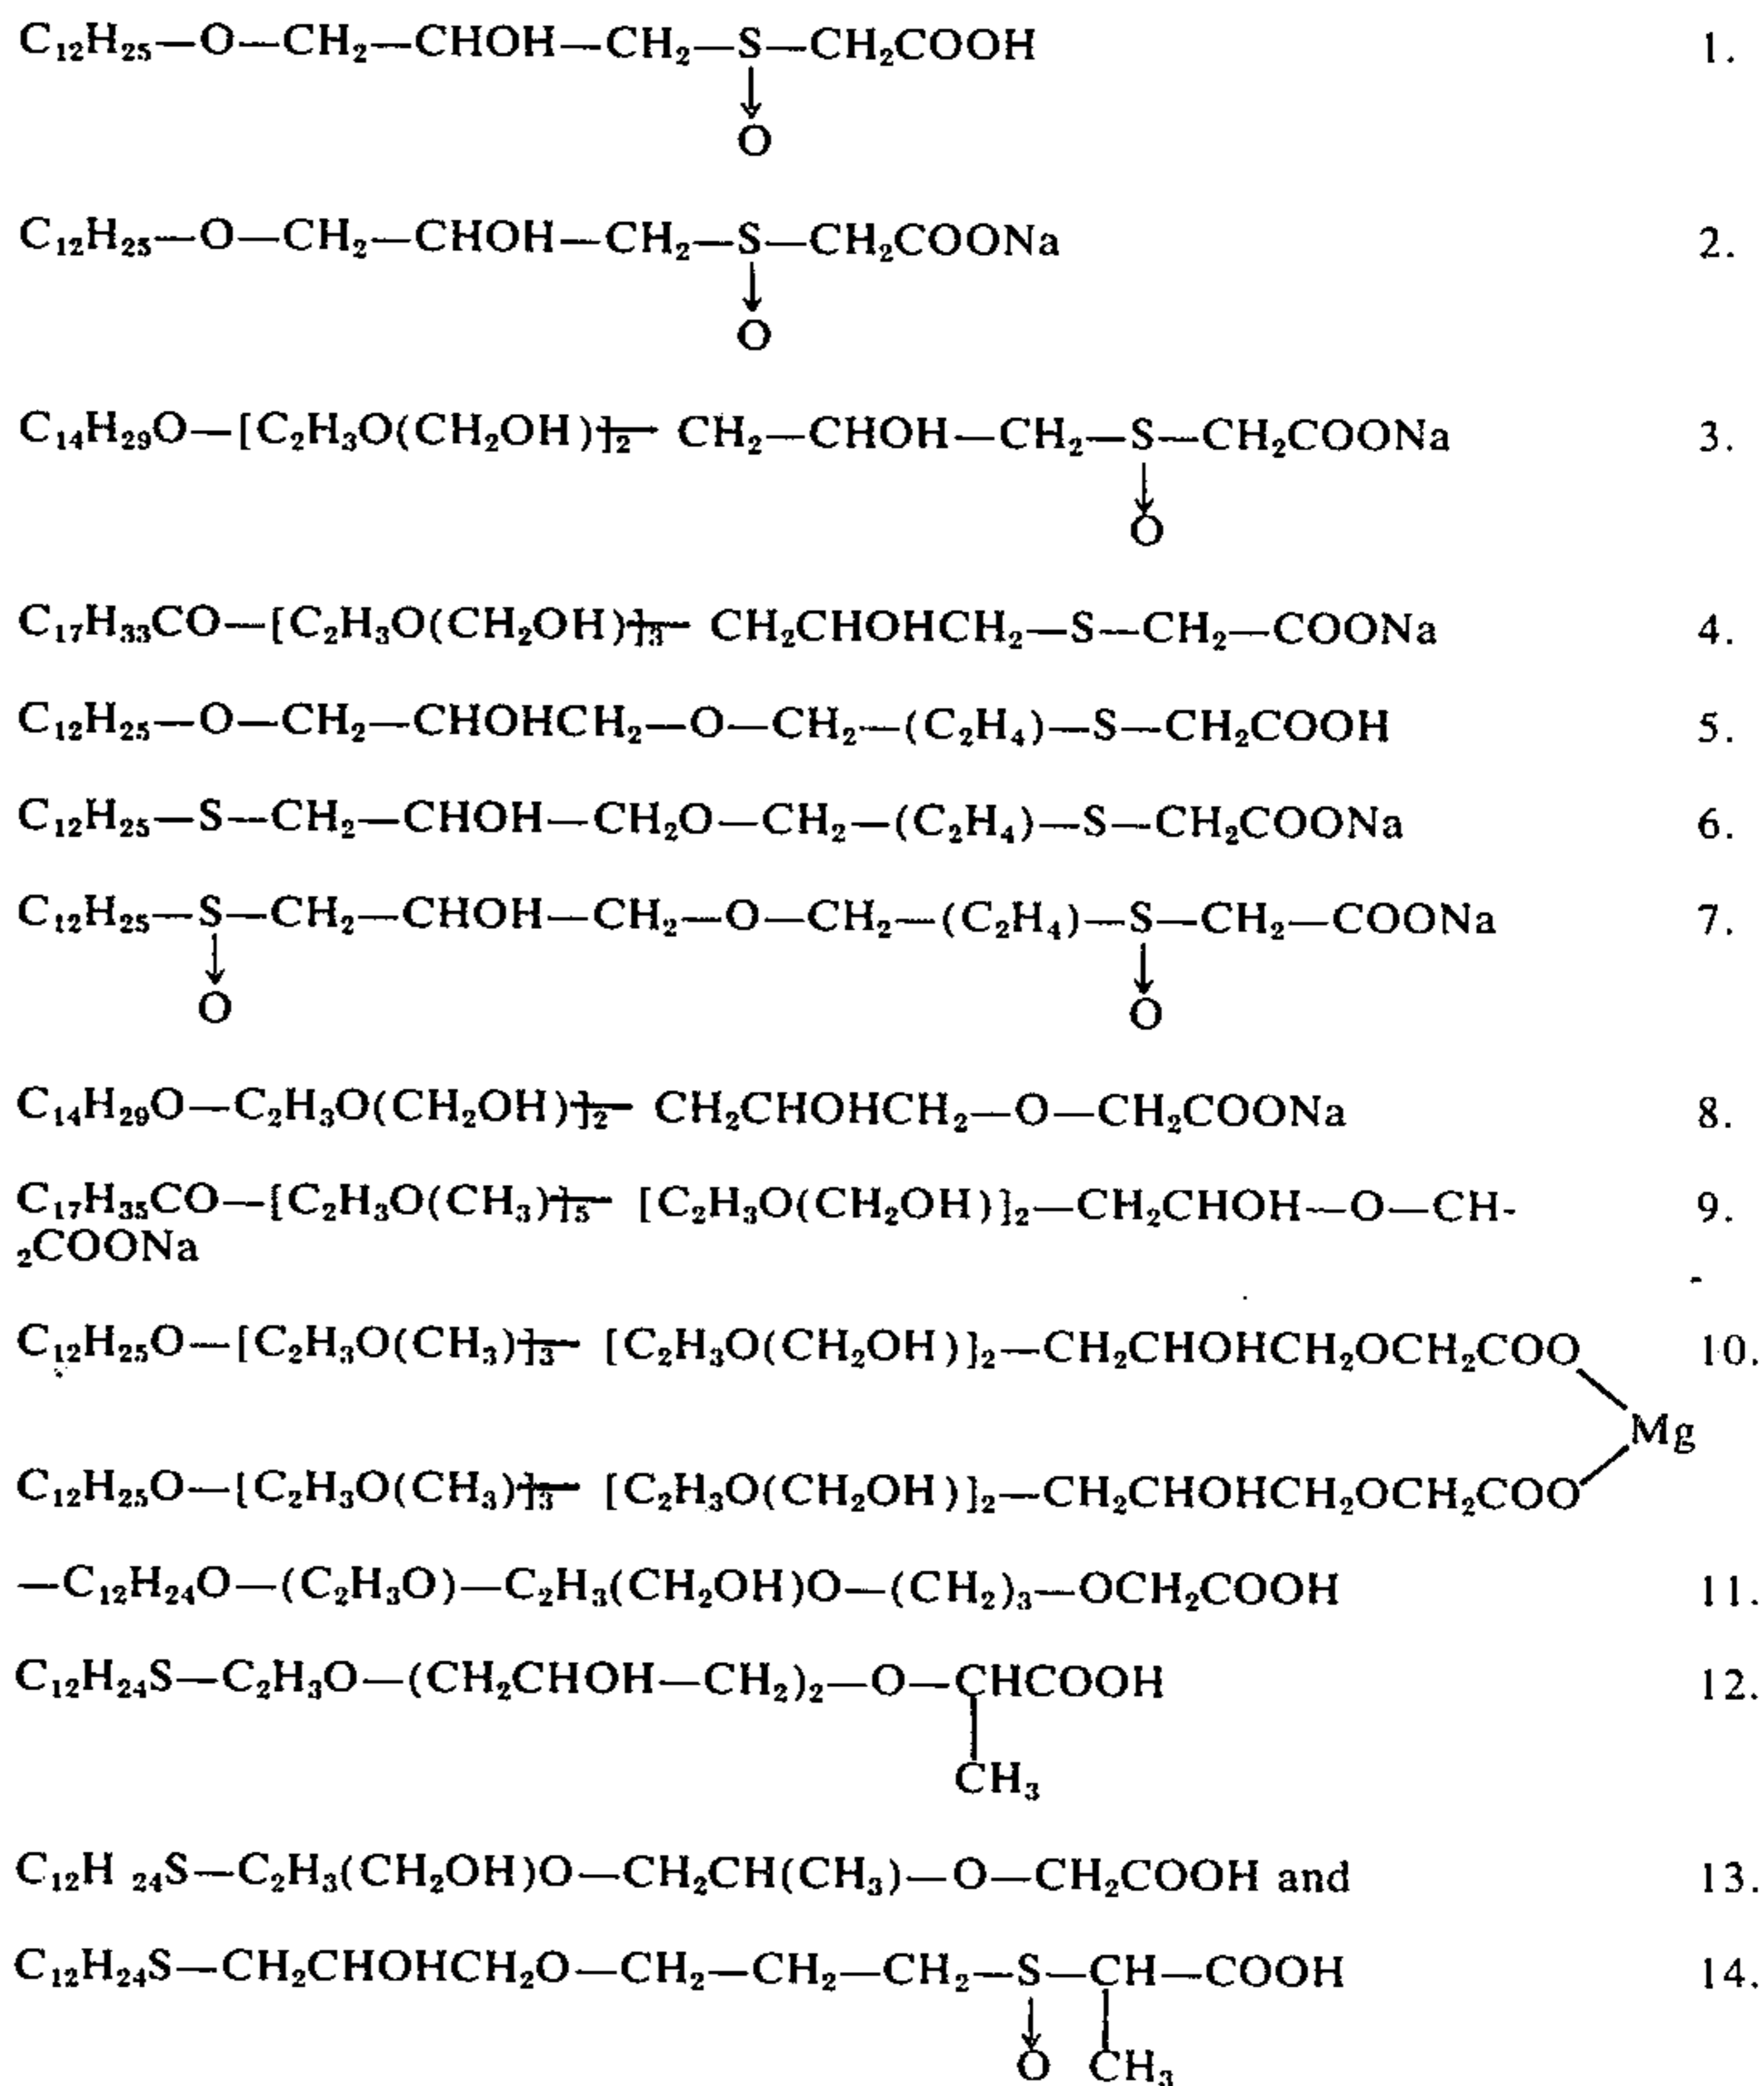 C₁₂H₂₅—O—CH₂—CHOH—CH₂—S—CH₂COOH 1.
↓
O
C₁₂H₂₅—O—CH₂—CHOH—CH₂—S—CH₂COONa 2.
↓
O
C₁₄H₂₉O—[C₂H₃O(CH₂OH)]₂— CH₂—CHOH—CH₂—S—CH₂COONa 3.
↓
O
C₁₇H₃₃CO—[C₂H₃O(CH₂OH)]₃— CH₂CHOHCH₂—S—CH₂—COONa 4.
C₁₂H₂₅—O—CH₂—CHOHCH₂—O—CH₂—(C₂H₄)—S—CH₂COOH 5.
C₁₂H₂₅—S—CH₂—CHOH—CH₂O—CH₂—(C₂H₄)—S—CH₂COONa 6.
C₁₂H₂₅—S—CH₂—CHOH—CH₂—O—CH₂—(C₂H₄)—S—CH₂—COONa 7.
↓ ↓
O O
C₁₄H₂₉O—C₂H₃O(CH₂OH)]₂— CH₂CHOHCH₂—O—CH₂COONa 8.
C₁₇H₃₅CO—[C₂H₃O(CH₃)]₅— [C₂H₃O(CH₂OH)]₂—CH₂CHOH—O—CH- 9.
₂COONa
C₁₂H₂₅O—[C₂H₃O(CH₃)]₃— [C₂H₃O(CH₂OH)]₂—CH₂CHOHCH₂OCH₂COO 10.
Mg
C₁₂H₂₅O—[C₂H₃O(CH₃)]₃— [C₂H₃O(CH₂OH)]₂—CH₂CHOHCH₂OCH₂COO
—C₁₂H₂₄O—(C₂H₃O)—C₂H₃(CH₂OH)O—(CH₂)₃—OCH₂COOH 11.
C₁₂H₂₄S—C₂H₃O—(CH₂CHOH—CH₂)₂—O—CHCOOH 12.
CH₃
C₁₂H ₂₄S—C₂H₃(CH₂OH)O—CH₂CH(CH₃)—O—CH₂COOH and 13.
C₁₂H₂₄S—CH₂CHOHCH₂O—CH₂—CH₂—CH₂—S—CH—COOH 14.
↓
O CH₃